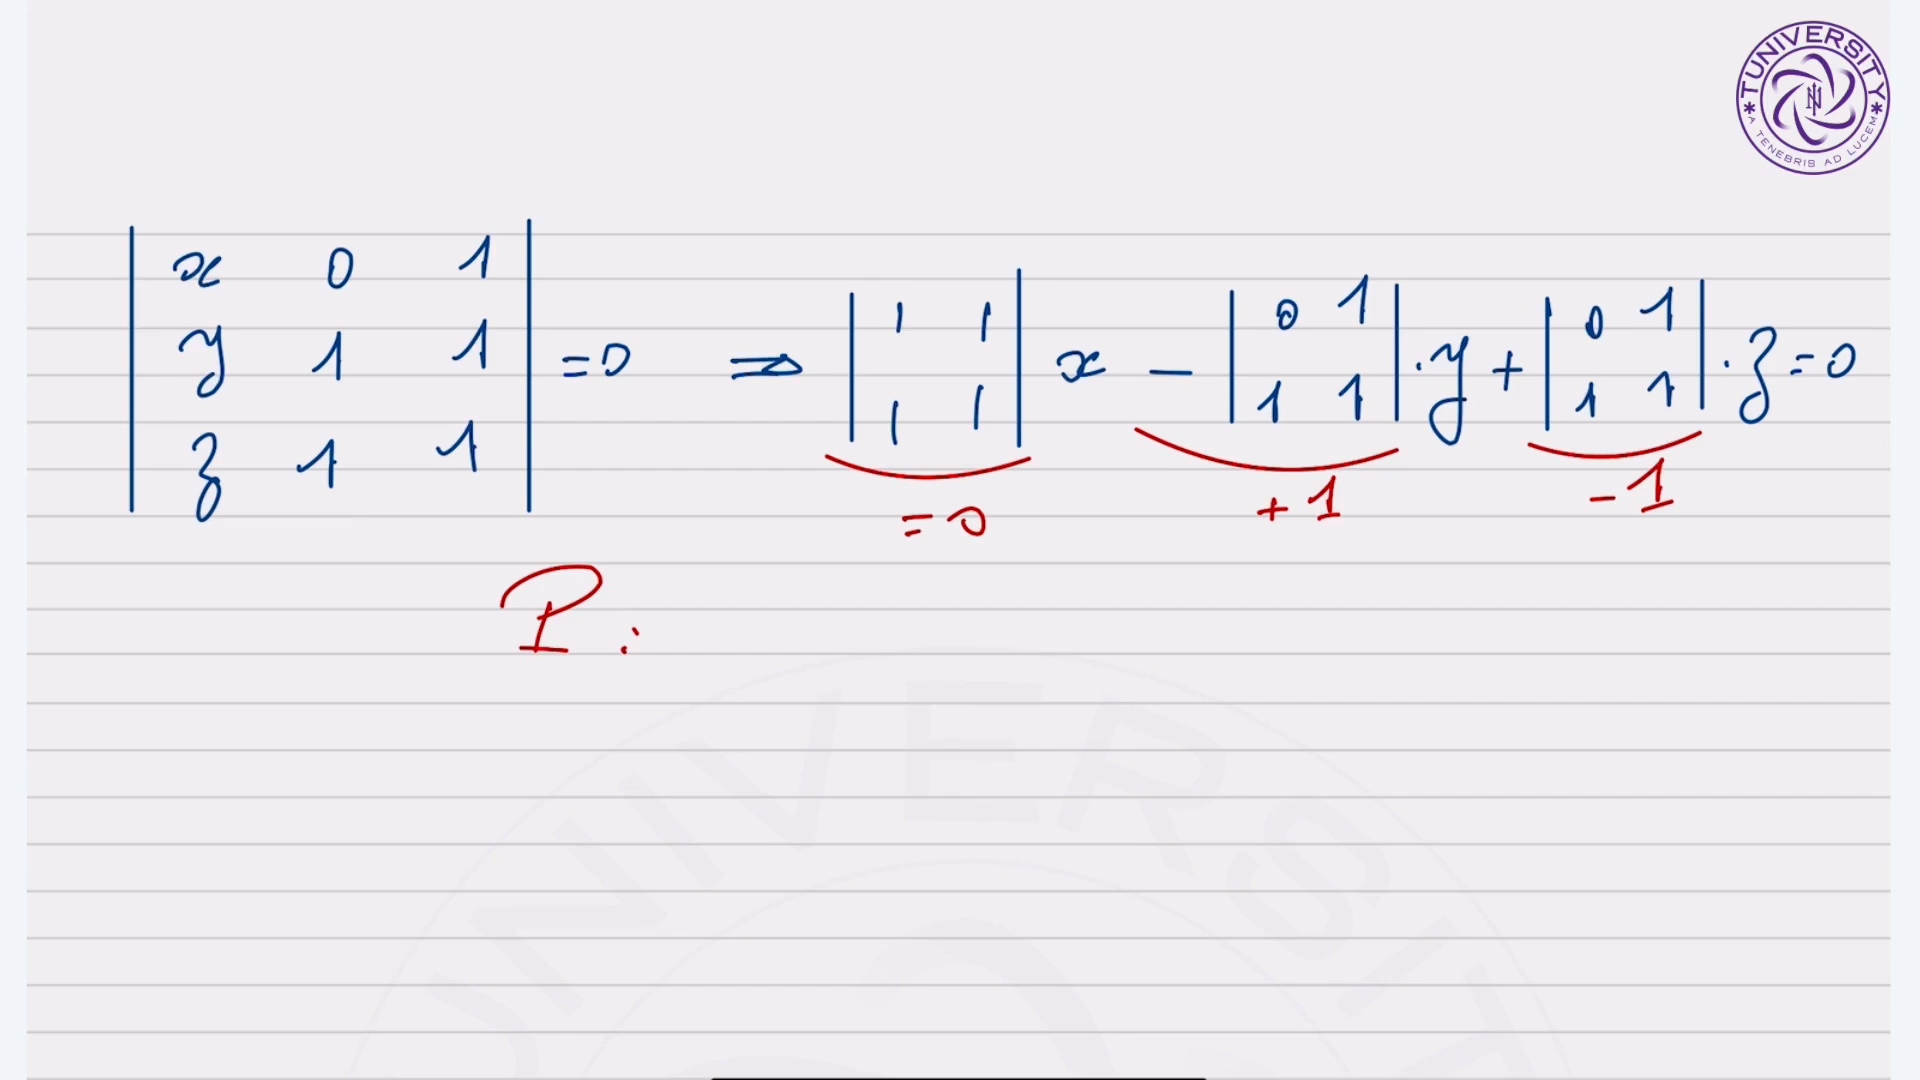 TUNIVERSITY
A TENEBRIS AD LUCEM
| x 0 1 |
| y 1 1 | = 0 ⇒ | 1 1 | x − | 0 1 | · y + | 0 1 | · z = 0
| z 1 1 | | 1 1 | | 1 1 | | 1 1 |
= 0 + 1 − 1
P :
UNIVERSIT